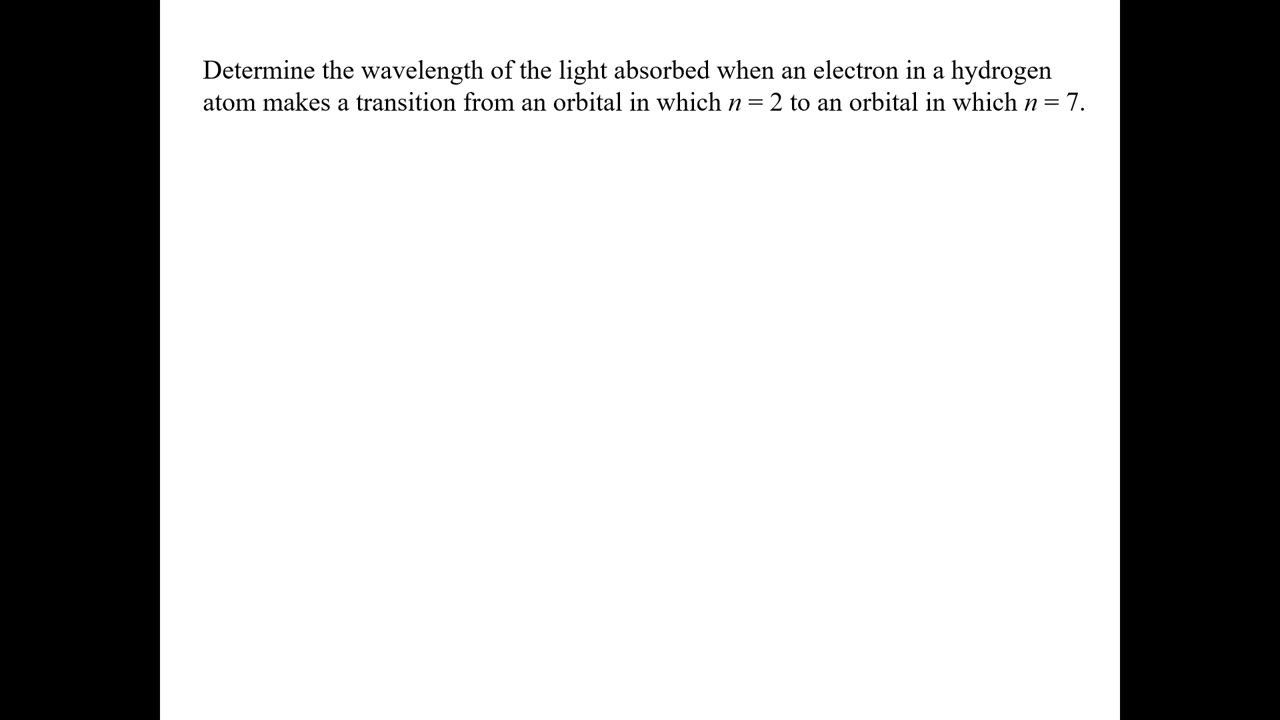 Determine the wavelength of the light absorbed when an electron in a hydrogen
atom makes a transition from an orbital in which n = 2 to an orbital in which n = 7.